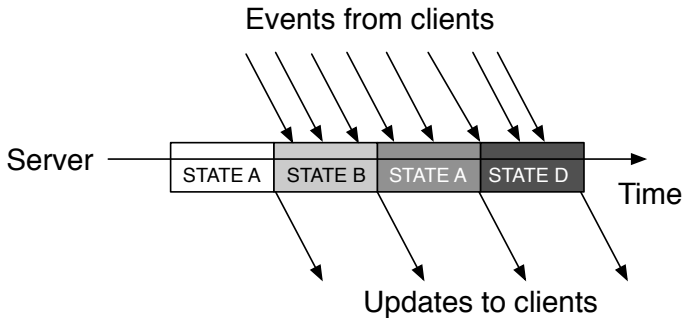 Events from clients
Server
STATE A
STATE B
STATE A
STATE D
Time
Updates to clients